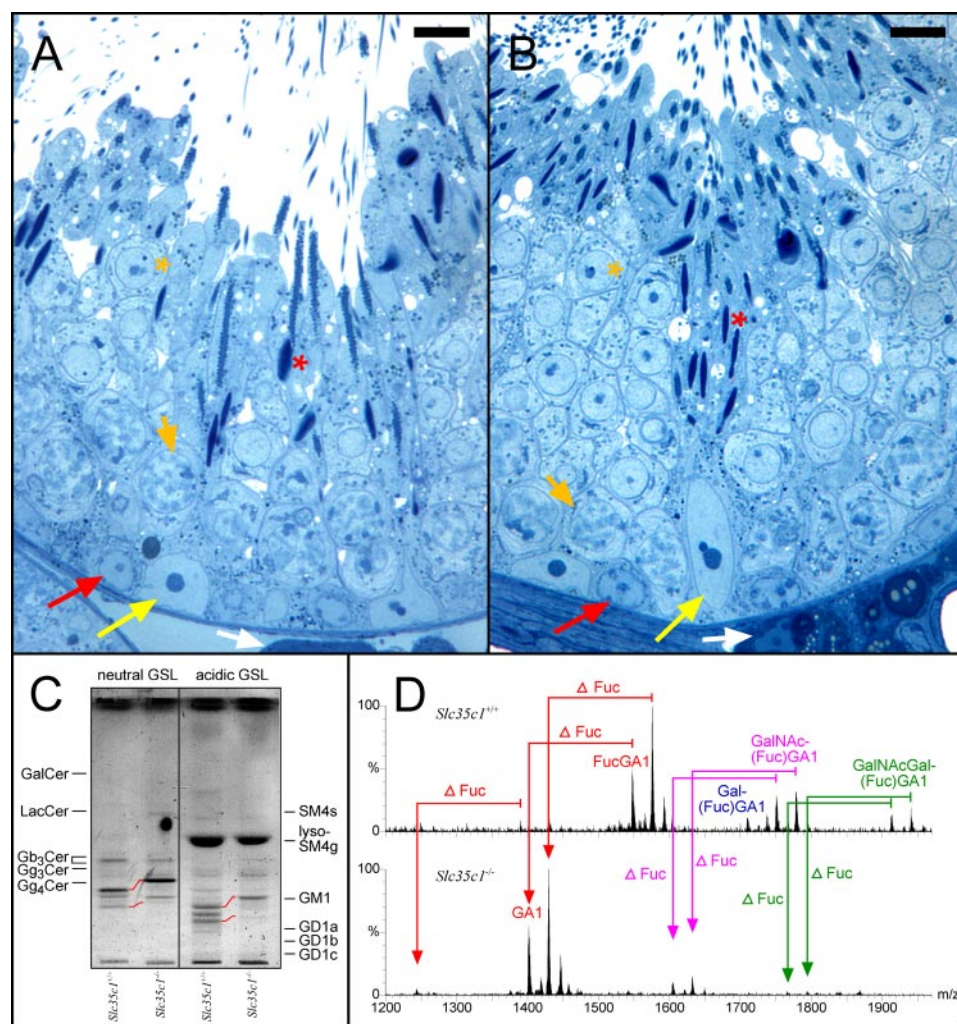 A
B
*
*
*
*
C
neutral GSL
acidic GSL
GalCer
LacCer
Gb3Cer
Gg3Cer
Gg4Cer
SM4s
lyso-
SM4g
GM1
GD1a
GD1b
GD1c
Slc35c1+/+
Slc35c1-/-
Slc35c1+/+
Slc35c1-/-
D
100
Slc35c1+/+
Δ Fuc
Δ Fuc
%
FucGA1
Δ Fuc
GalNAc-
(Fuc)GA1
Gal-
(Fuc)GA1
GalNAcGal-
(Fuc)GA1
0
100
Slc35c1-/-
Δ Fuc
Δ Fuc
Δ Fuc
Δ Fuc
GA1
%
0
1200 1300 1400 1500 1600 1700 1800 1900 m/z